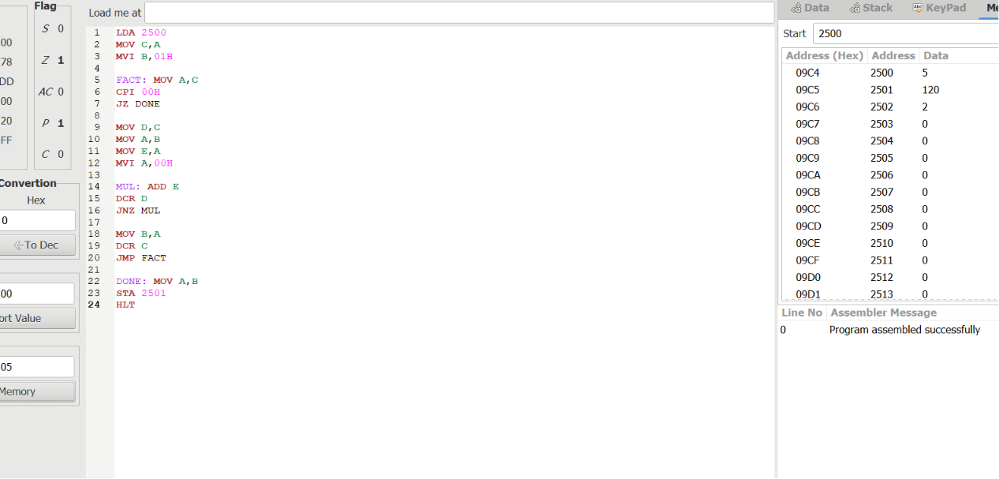 Flag
S 0
00
78
Z 1
DD
AC 0
00
20
P 1
FF
C 0
Convertion
Hex
0
To Dec
00
ort Value
05
Memory
Load me at
1 LDA 2500
2 MOV C,A
3 MVI B,01H
4
5 FACT: MOV A,C
6 CPI 00H
7 JZ DONE
8
9 MOV D,C
10 MOV A,B
11 MOV E,A
12 MVI A,00H
13
14 MUL: ADD E
15 DCR D
16 JNZ MUL
17
18 MOV B,A
19 DCR C
20 JMP FACT
21
22 DONE: MOV A,B
23 STA 2501
24 HLT
Data Stack KeyPad Me
Start 2500
Address (Hex) Address Data
09C4 2500 5
09C5 2501 120
09C6 2502 2
09C7 2503 0
09C8 2504 0
09C9 2505 0
09CA 2506 0
09CB 2507 0
09CC 2508 0
09CD 2509 0
09CE 2510 0
09CF 2511 0
09D0 2512 0
09D1 2513 0
Line No Assembler Message
0 Program assembled successfully